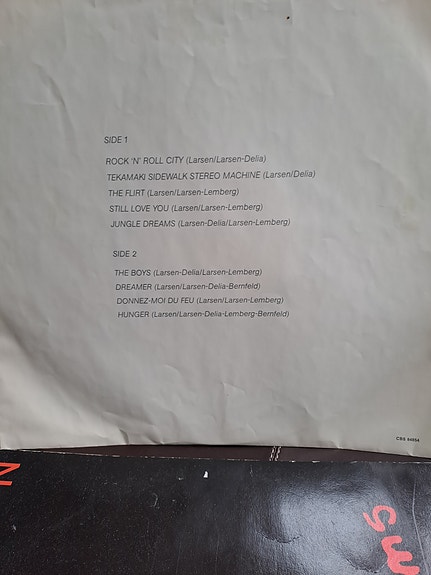 SIDE 1
ROCK 'N' ROLL CITY (Larsen/Larsen-Delia)
TEKAMAKI SIDEWALK STEREO MACHINE (Larsen/Delia)
THE FLIRT (Larsen/Larsen-Lemberg)
STILL LOVE YOU (Larsen/Larsen-Lemberg)
JUNGLE DREAMS (Larsen-Delia/Larsen-Lemberg)
SIDE 2
THE BOYS (Larsen-Delia/Larsen-Lemberg)
DREAMER (Larsen/Larsen-Delia-Bernfeld)
DONNEZ-MOI DU FEU (Larsen/Larsen-Lemberg)
HUNGER (Larsen/Larsen-Delia-Lemberg-Bernfeld)
CBS 84854
N
sw